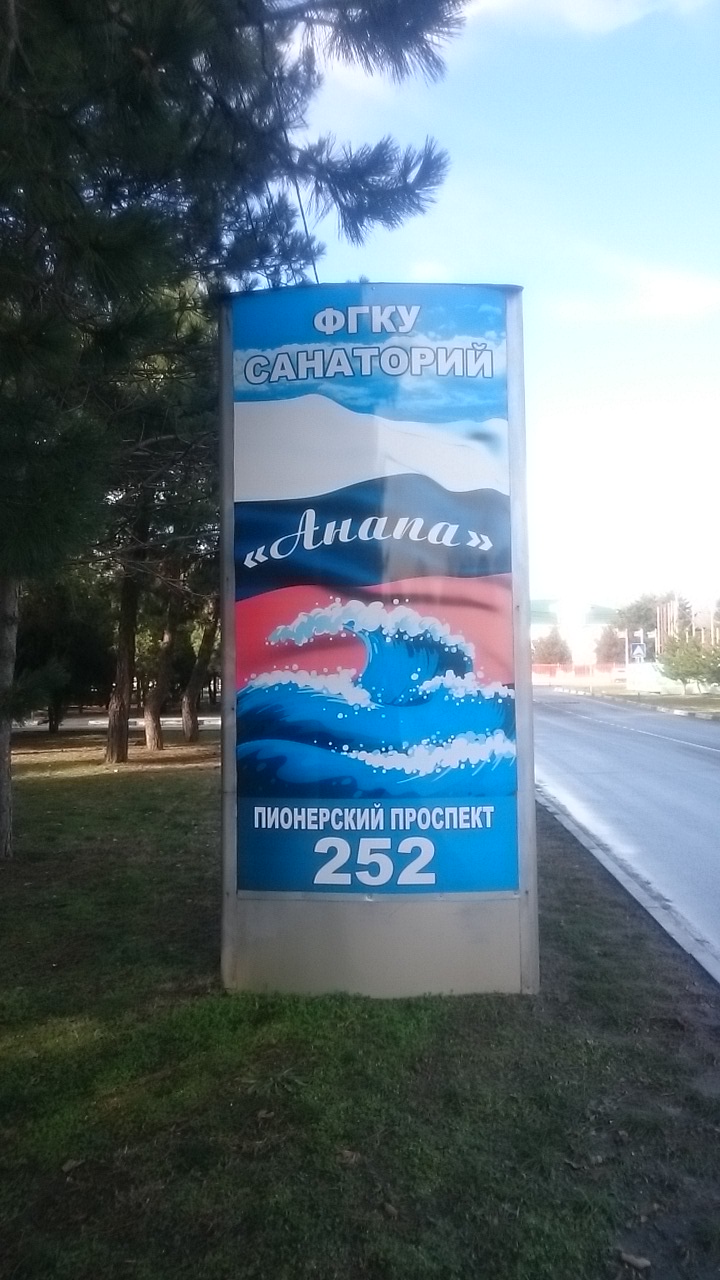 ФГКУ
САНАТОРИЙ
«Анапа»
ПИОНЕРСКИЙ ПРОСПЕКТ
252